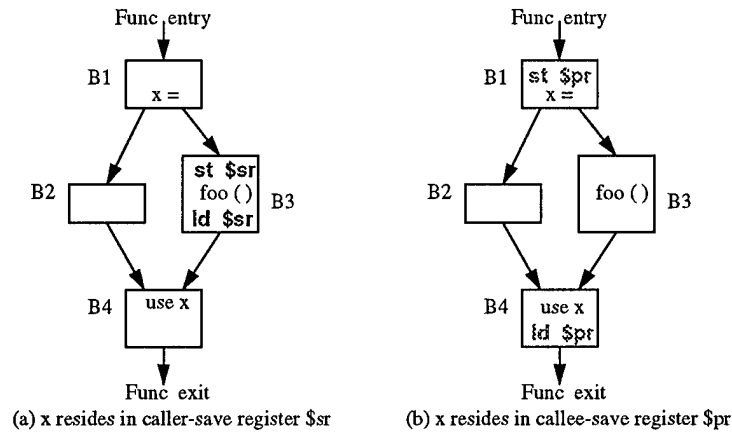 Func entry
B1
x =
B2
st $sr
foo ( )
ld $sr
B3
B4
use x
Func exit
(a) x resides in caller-save register $sr
Func entry
B1
st $pr
x =
B2
foo ( )
B3
B4
use x
ld $pr
Func exit
(b) x resides in callee-save register $pr